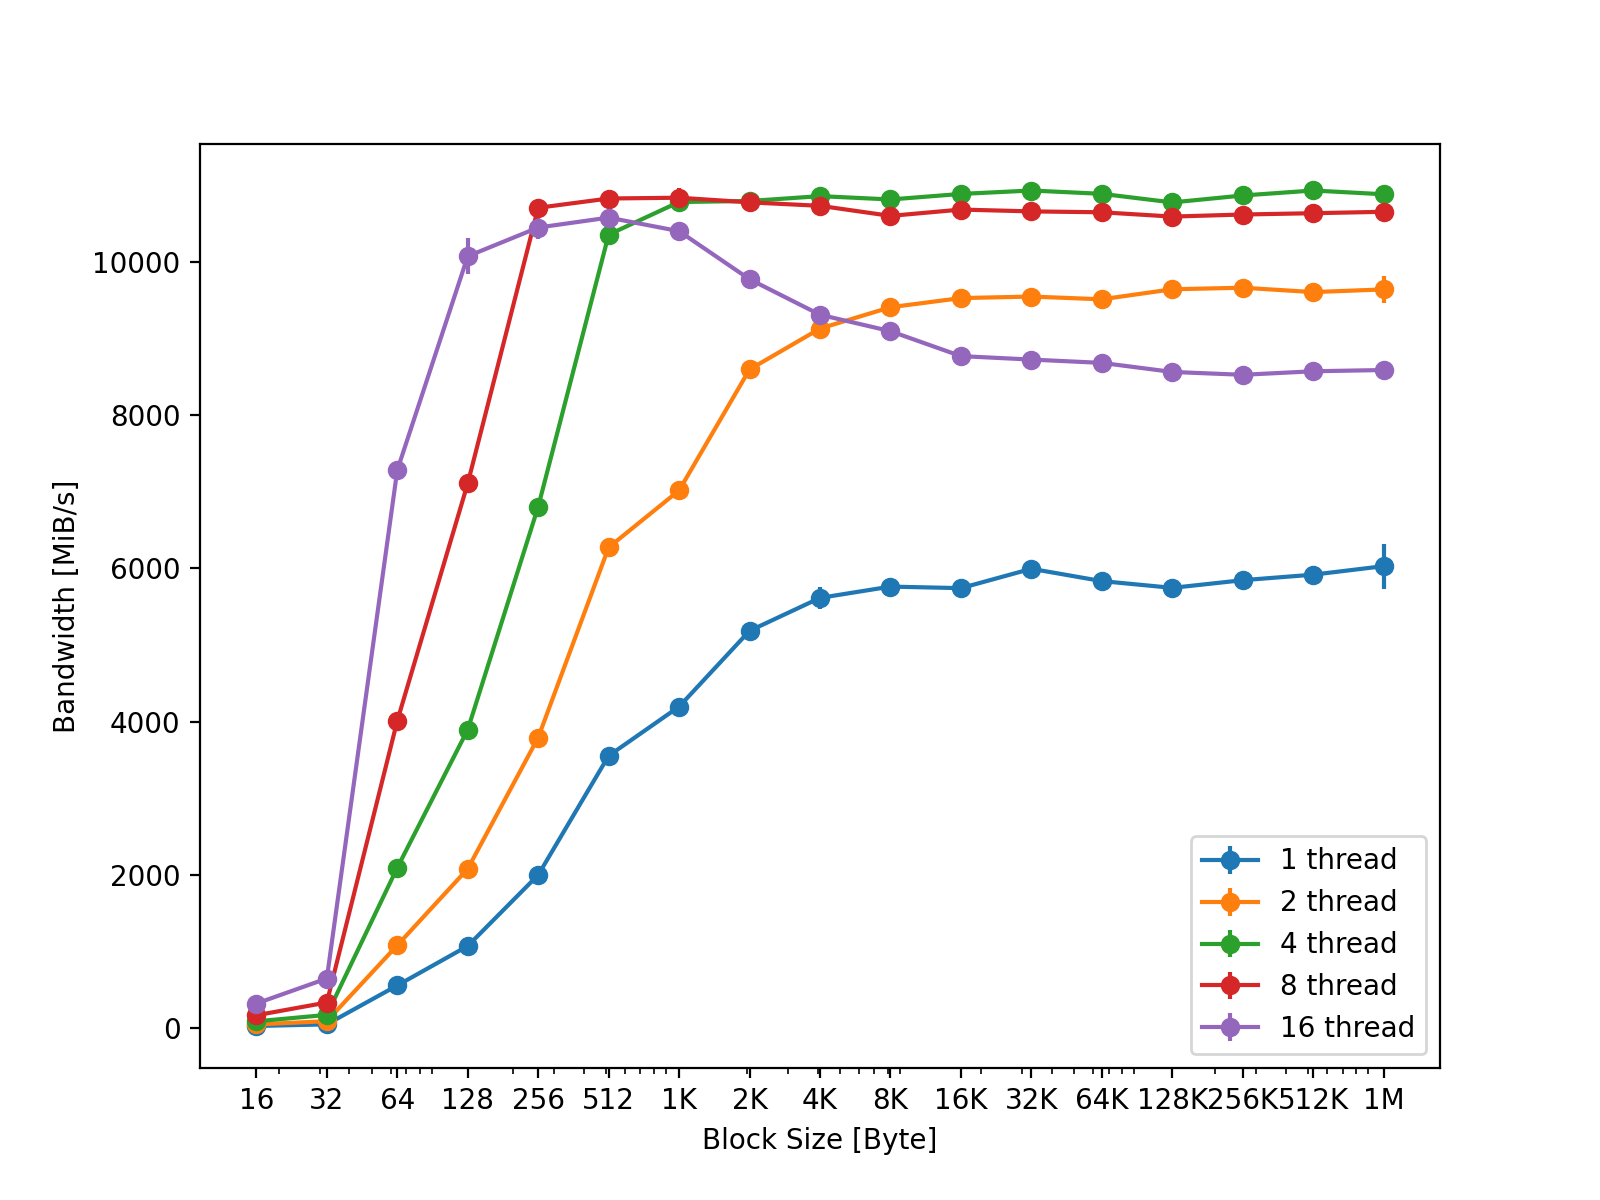 Bandwidth [MiB/s]
10000
8000
6000
4000
2000
0
1 thread
2 thread
4 thread
8 thread
16 thread
16 32 64 128 256 512 1K 2K 4K 8K 16K 32K 64K 128K 256K 512K 1M
Block Size [Byte]